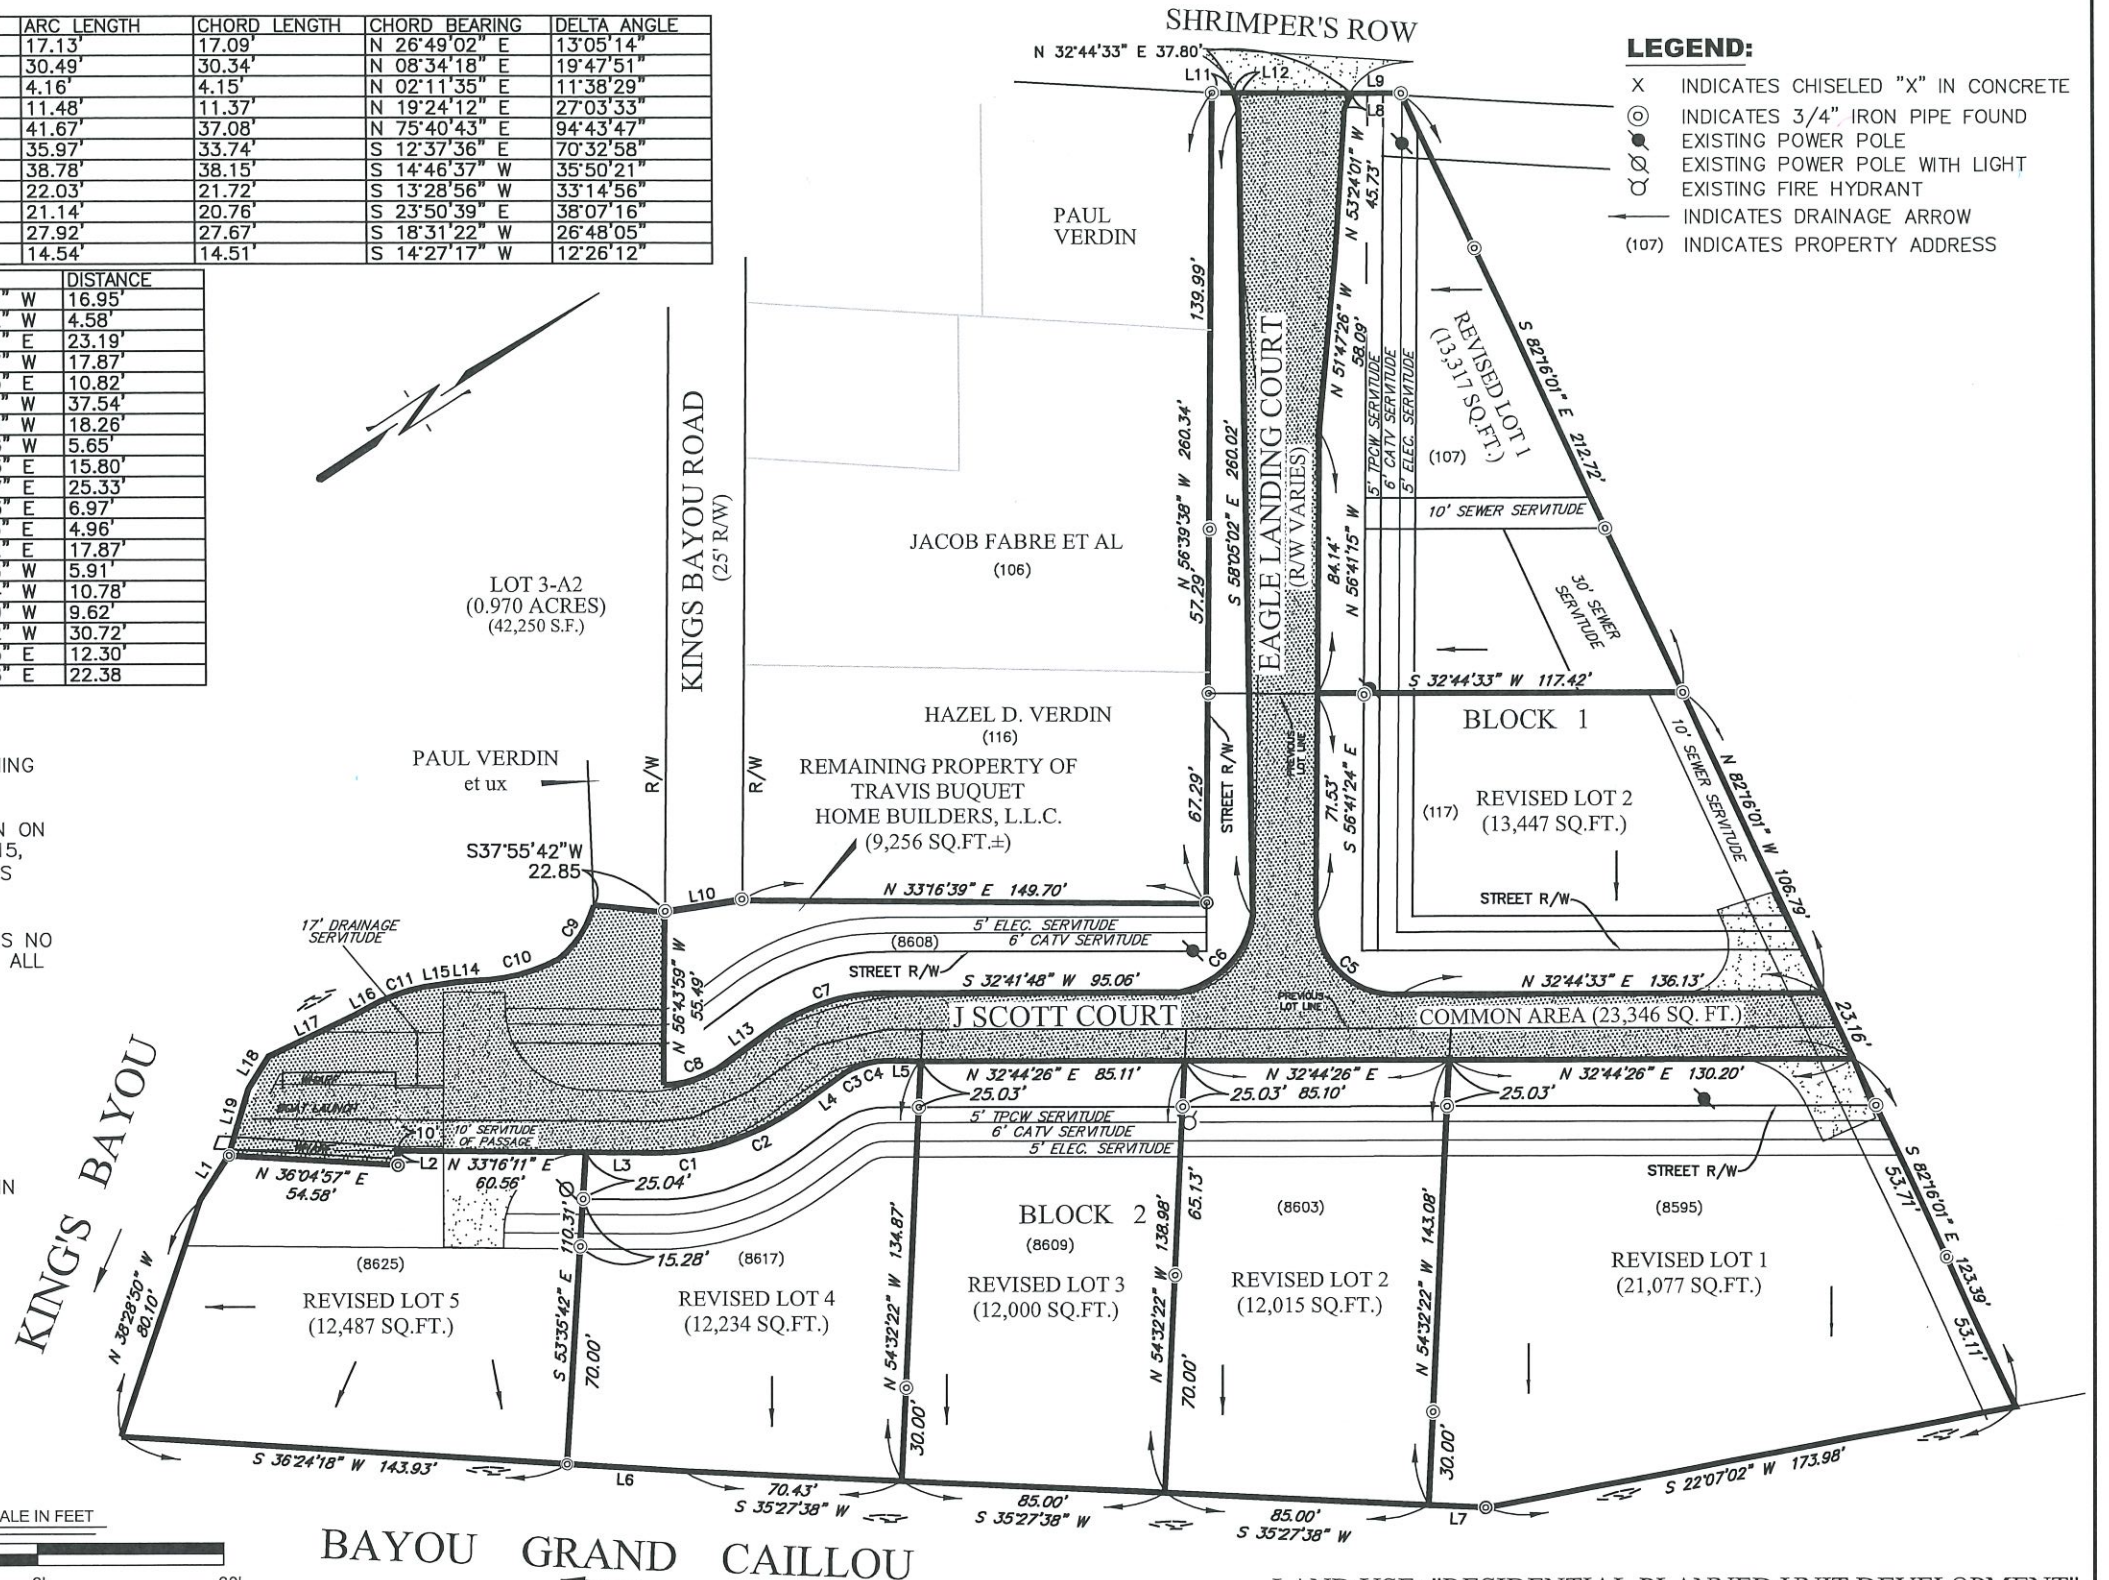 ARC LENGTH CHORD LENGTH CHORD BEARING DELTA ANGLE
17.13' 17.09' N 26°49'02" E 13°05'14"
30.49' 30.34' N 08°34'18" E 19°47'51"
4.16' 4.15' N 02°11'35" E 11°38'29"
11.48' 11.37' N 19°24'12" E 27°03'33"
41.67' 37.08' N 75°40'43" E 94°43'47"
35.97' 33.74' S 12°37'36" E 70°32'58"
38.78' 38.15' S 14°46'37" W 35°50'21"
22.03' 21.72' S 13°28'56" W 33°14'56"
21.14' 20.76' S 23°50'39" E 38°07'16"
27.92' 27.67' S 18°31'22" W 26°48'05"
14.54' 14.51' S 14°27'17" W 12°26'12"
DISTANCE
" W 16.95'
" W 4.58'
" E 23.19'
" W 17.87'
" E 10.82'
" W 37.54'
" W 18.26'
" W 5.65'
" E 15.80'
" E 25.33'
" E 6.97'
" E 4.96'
" E 17.87'
" W 5.91'
" W 10.78'
" W 9.62'
" W 30.72'
" E 12.30'
" E 22.38
SHRIMPER'S ROW
N 32°44'33" E 37.80'
L11
L12
L9
L8
LEGEND:
X INDICATES CHISELED "X" IN CONCRETE
INDICATES 3/4" IRON PIPE FOUND
EXISTING POWER POLE
EXISTING POWER POLE WITH LIGHT
EXISTING FIRE HYDRANT
INDICATES DRAINAGE ARROW
(107) INDICATES PROPERTY ADDRESS
PAUL
VERDIN
139.99'
N 56°39'38" W 260.34'
57.29'
S 58°05'02" E 260.02'
EAGLE LANDING COURT
(R/W VARIES)
N 53°24'01" W
45.73'
N 51°47'26" W
58.09'
84.14'
N 56°41'15" W
5' TPCW SERVITUDE
6' CATV SERVITUDE
5' ELEC. SERVITUDE
REVISED LOT 1
(13,317 SQ.FT.)
(107)
S 82°16'01" E 212.72'
10' SEWER SERVITUDE
30' SEWER
SERVITUDE
S 32°44'33" W 117.42'
BLOCK 1
KINGS BAYOU ROAD
(25' R/W)
R/W
R/W
LOT 3-A2
(0.970 ACRES)
(42,250 S.F.)
JACOB FABRE ET AL
(106)
HAZEL D. VERDIN
(116)
REMAINING PROPERTY OF
TRAVIS BUQUET
HOME BUILDERS, L.L.C.
(9,256 SQ.FT.±)
PAUL VERDIN
et ux
S37°55'42"W
22.85
L10
N 33°16'39" E 149.70'
67.29'
STREET R/W
PREVIOUS
LOT LINE
71.53'
S 56°41'24" E
(117)
REVISED LOT 2
(13,447 SQ.FT.)
10' SEWER SERVITUDE
N 82°16'01" W 106.79'
STREET R/W
ING
N ON
15,
S
S NO
ALL
IN
17' DRAINAGE
SERVITUDE
C9
C10
L14
L15
C11
L16
L17
L18
L19
N 56°43'59" W
55.49'
5' ELEC. SERVITUDE
(8608)
6' CATV SERVITUDE
STREET R/W
S 32°41'48" W 95.06'
C6
C5
C7
L13
C8
N 32°44'33" E 136.13'
PREVIOUS
LOT LINE
J SCOTT COURT
COMMON AREA (23,346 SQ. FT.)
23.16'
WHARF
BOAT LAUNCH
WHARF
10'
10' SERVITUDE
OF PASSAGE
L1
L2
N 36°04'57" E
54.58'
N 33°16'11" E
60.56'
L3
C1
C2
L4
C3
C4
L5
25.04'
N 32°44'26" E 85.11'
25.03'
N 32°44'26" E
25.03' 85.10'
N 32°44'26" E 130.20'
25.03'
5' TPCW SERVITUDE
6' CATV SERVITUDE
5' ELEC. SERVITUDE
STREET R/W
KING'S BAYOU
N 38°28'50" W
80.10'
(8625)
REVISED LOT 5
(12,487 SQ.FT.)
110.31'
S 53°35'42" E
70.00'
15.28'
(8617)
REVISED LOT 4
(12,234 SQ.FT.)
N 54°32'22" W 134.87'
30.00'
BLOCK 2
(8609)
REVISED LOT 3
(12,000 SQ.FT.)
65.13'
N 54°32'22" W 138.98'
70.00'
(8603)
REVISED LOT 2
(12,015 SQ.FT.)
N 54°32'22" W 143.08'
30.00'
(8595)
REVISED LOT 1
(21,077 SQ.FT.)
53.71'
S 82°16'01" E 123.39'
53.11'
S 36°24'18" W 143.93'
L6
70.43'
S 35°27'38" W
85.00'
S 35°27'38" W
85.00'
S 35°27'38" W
L7
S 22°07'02" W 173.98'
ALE IN FEET
BAYOU GRAND CAILLOU
LAND USE: "RESIDENTIAL PLANNED UNIT DEVELOPMENT"